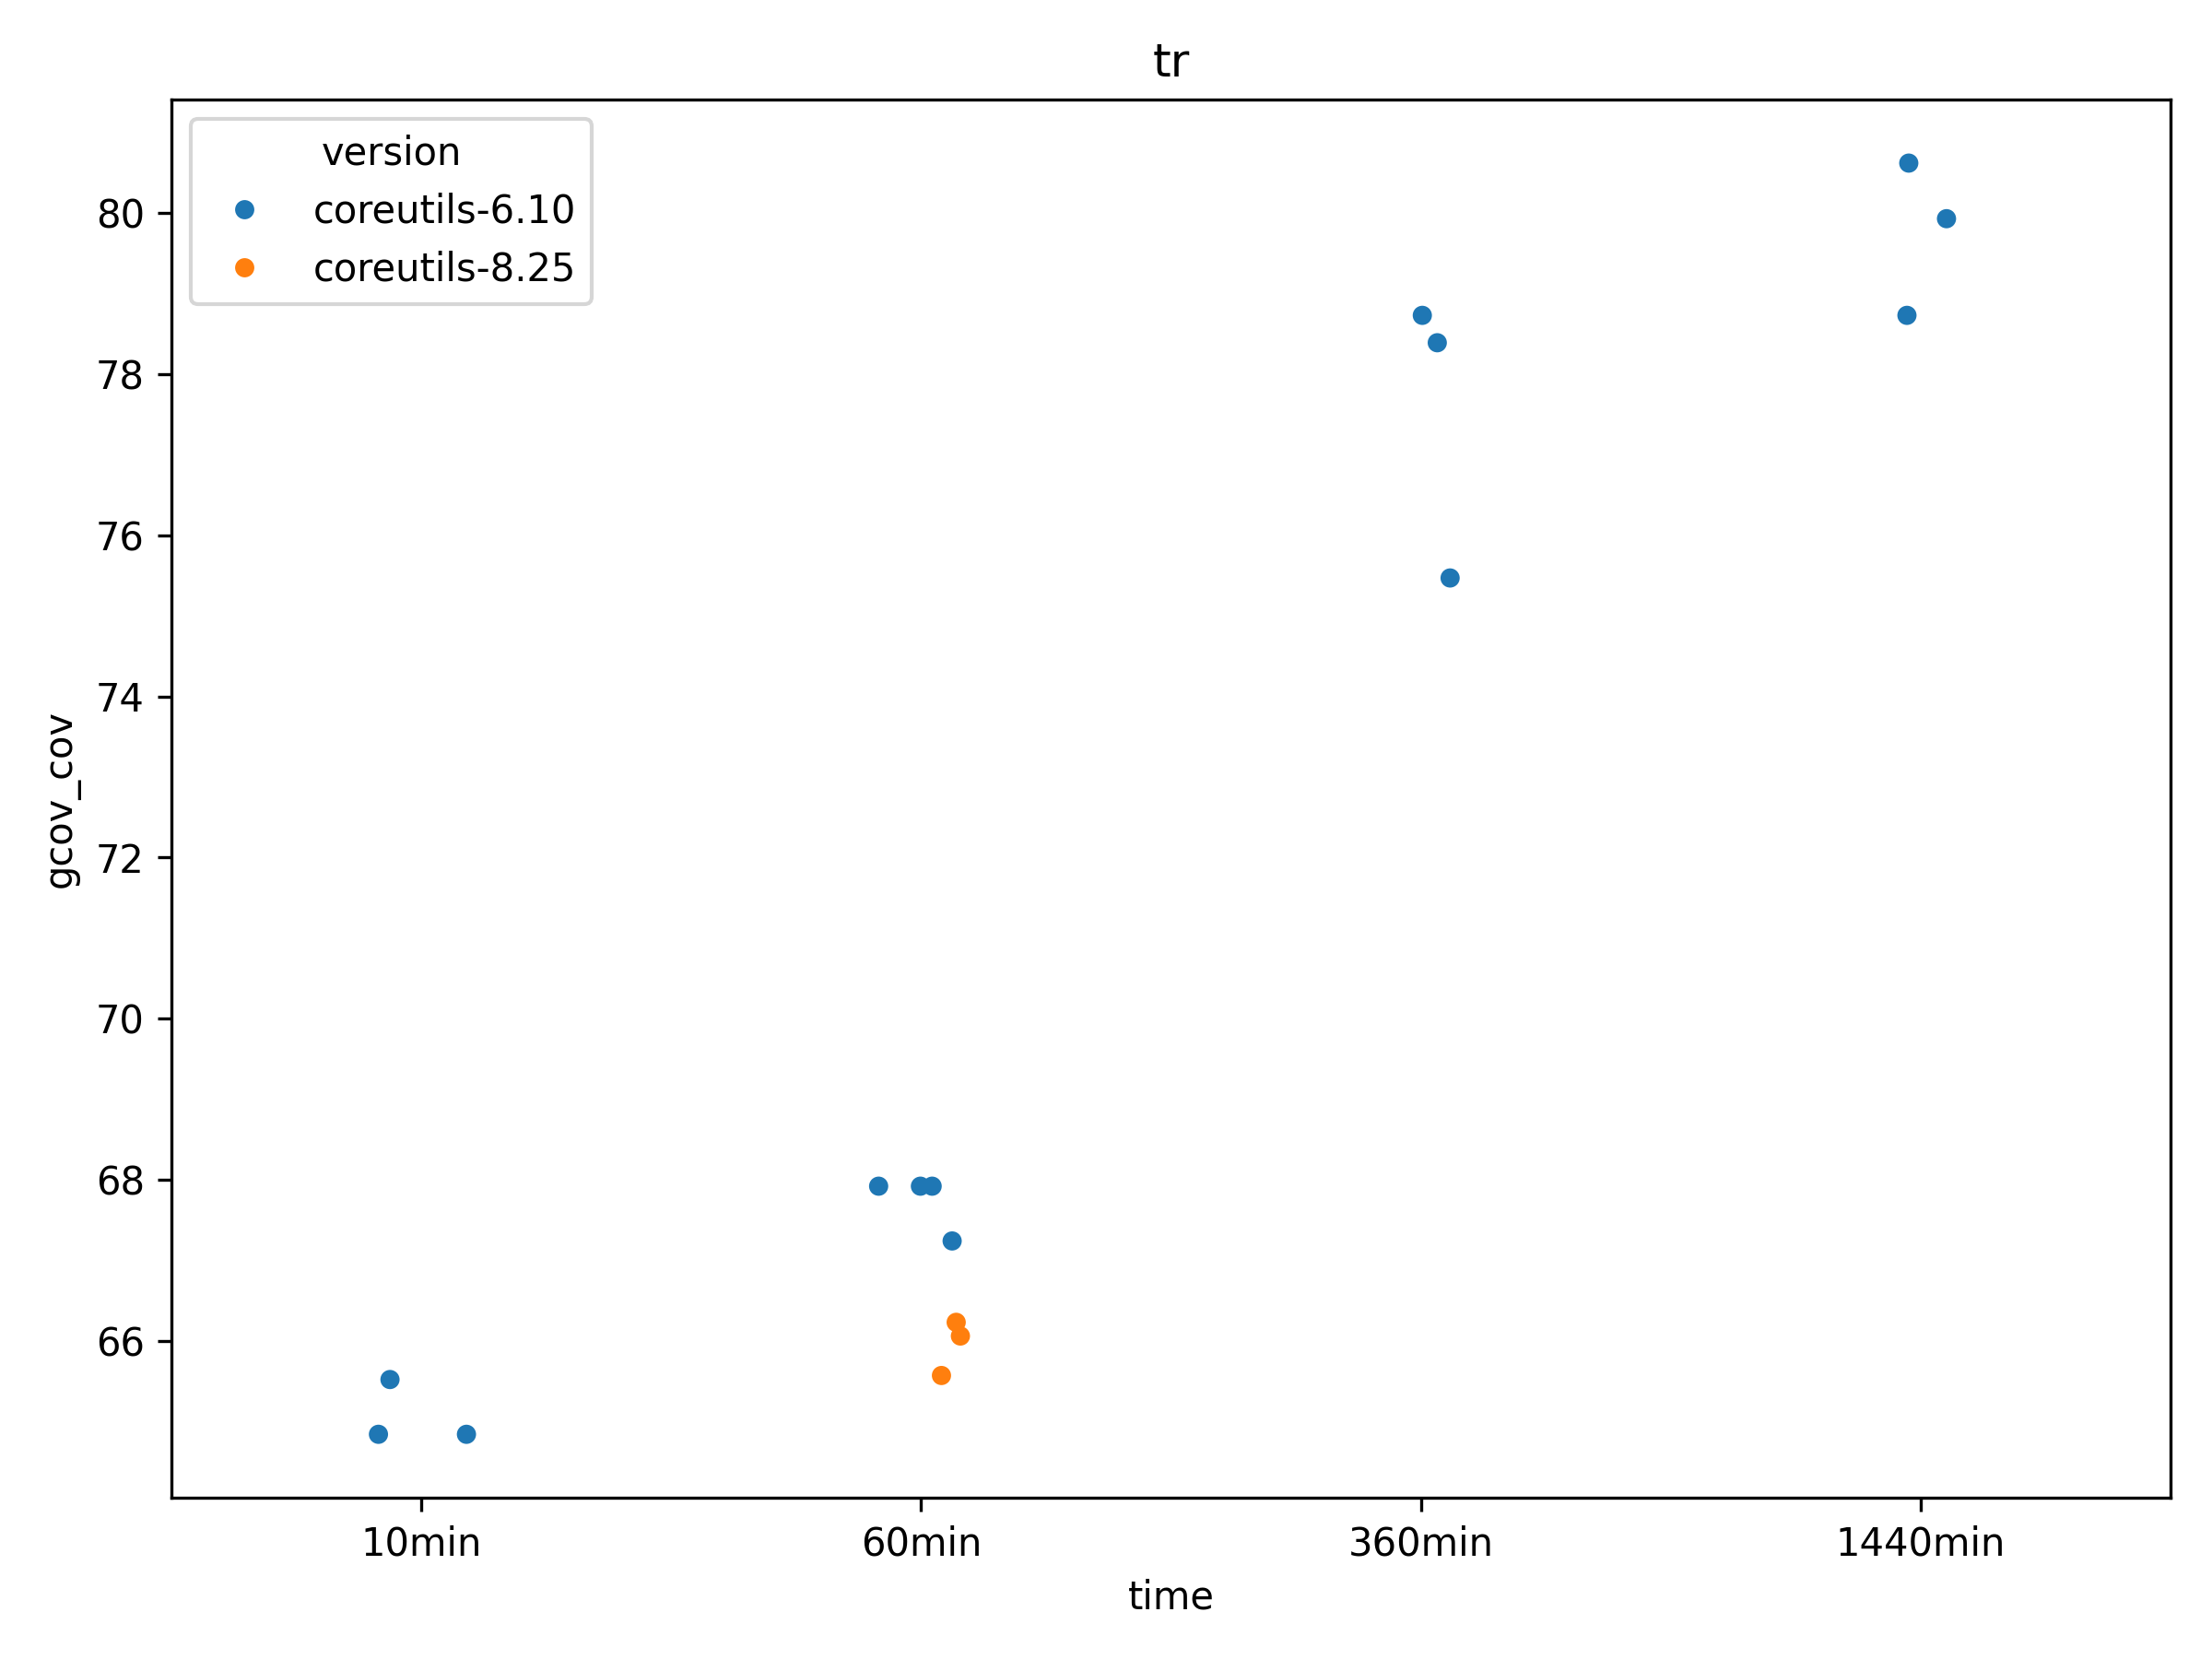 tr
version
coreutils-6.10
coreutils-8.25
80
78
76
74
72
70
68
66
gcov_cov
10min
60min
360min
1440min
time